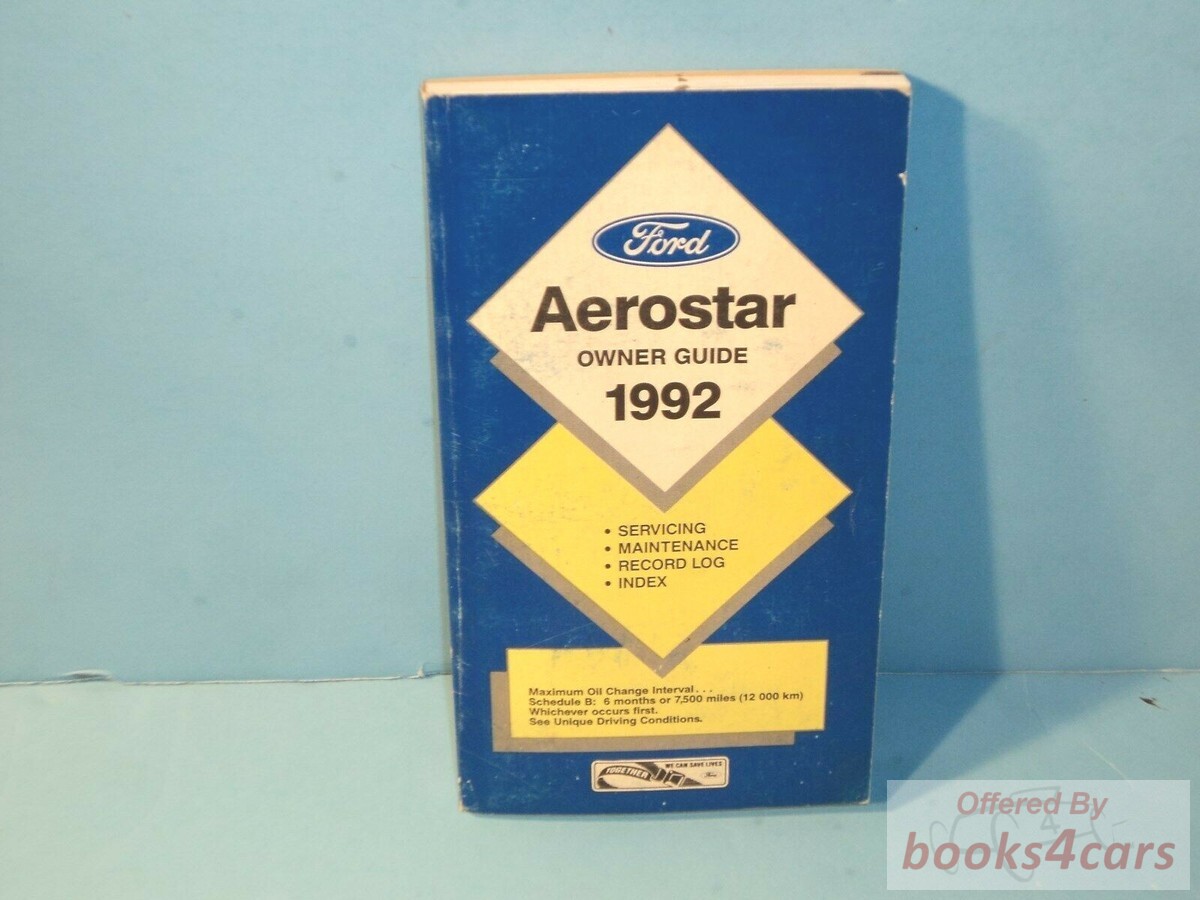 Ford
Aerostar
OWNER GUIDE
1992
• SERVICING
• MAINTENANCE
• RECORD LOG
• INDEX
Maximum Oil Change Interval...
Schedule B: 6 months or 7,500 miles (12 000 km)
Whichever occurs first.
See Unique Driving Conditions.
TOGETHER WE CAN SAVE LIVES
Ford
Offered By
books4cars